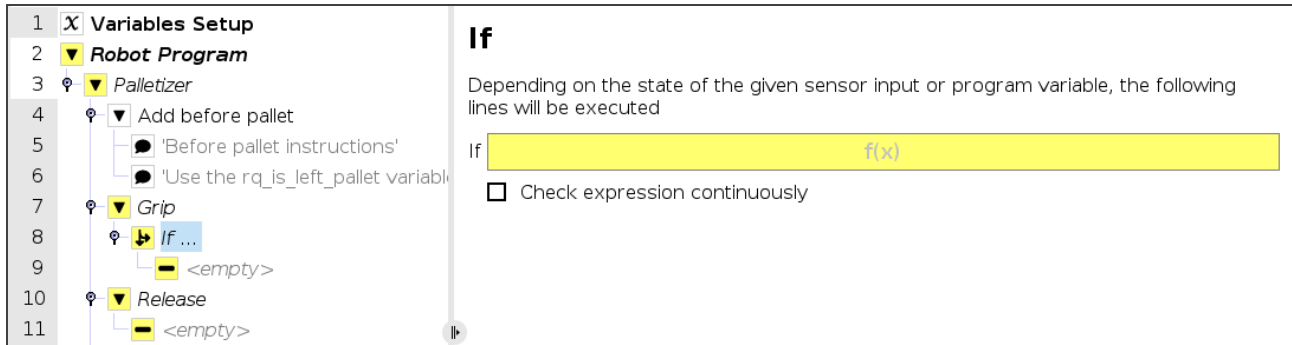 1 X Variables Setup
2 Robot Program
3 Palletizer
4 Add before pallet
5 'Before pallet instructions'
6 'Use the rq_is_left_pallet variabl
7 Grip
8 If ...
9 <empty>
10 Release
11 <empty>
If
Depending on the state of the given sensor input or program variable, the following
lines will be executed
If f(x)
Check expression continuously